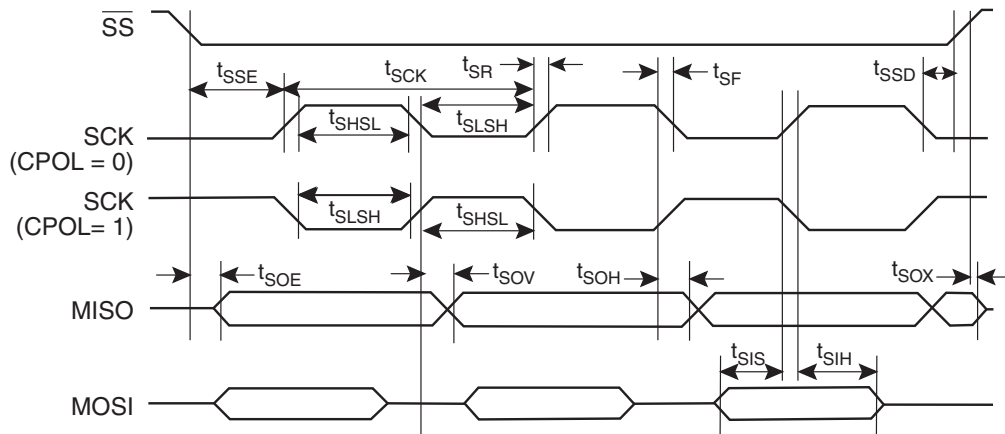 SS
tSSE
tSCK
tSR
tSF
tSSD
SCK
(CPOL = 0)
tSHSL
tSLSH
SCK
(CPOL= 1)
tSLSH
tSHSL
tSOE
tSOV
tSOH
tSOX
MISO
tSIS
tSIH
MOSI